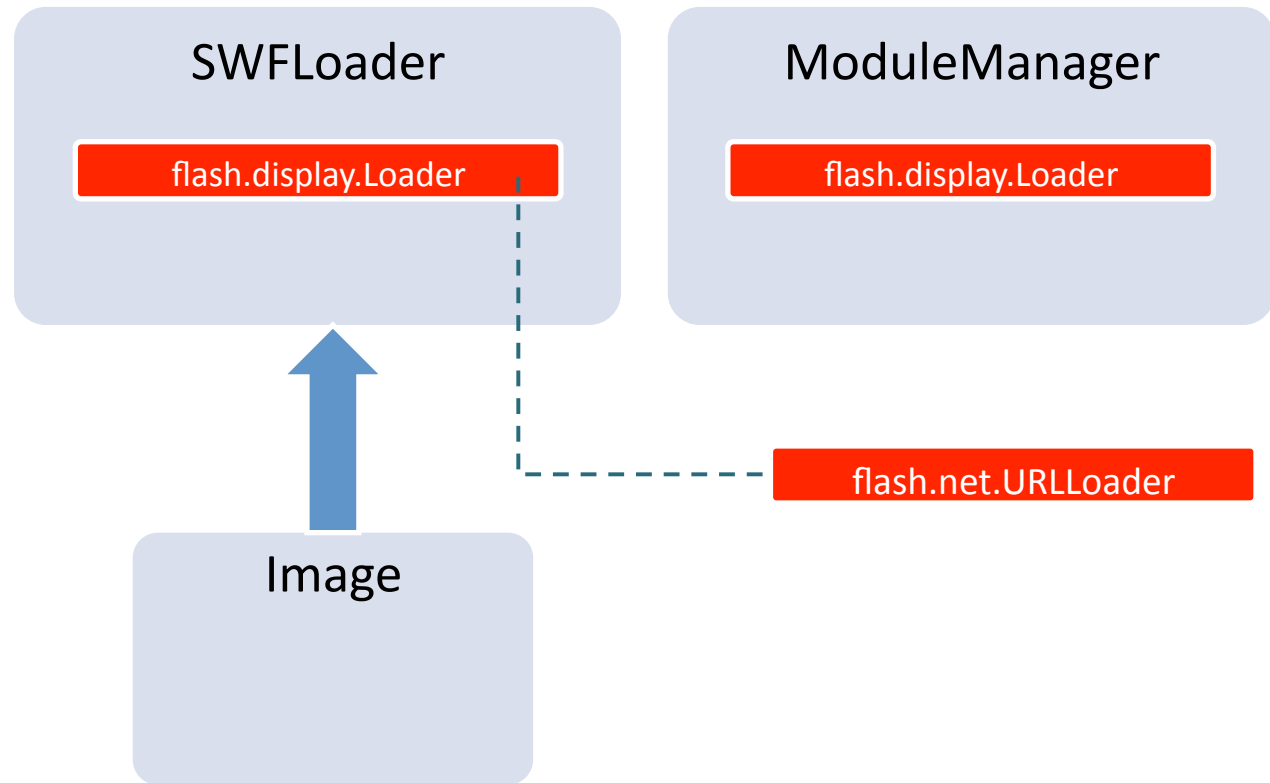 SWFLoader
flash.display.Loader
ModuleManager
flash.display.Loader
flash.net.URLLoader
Image